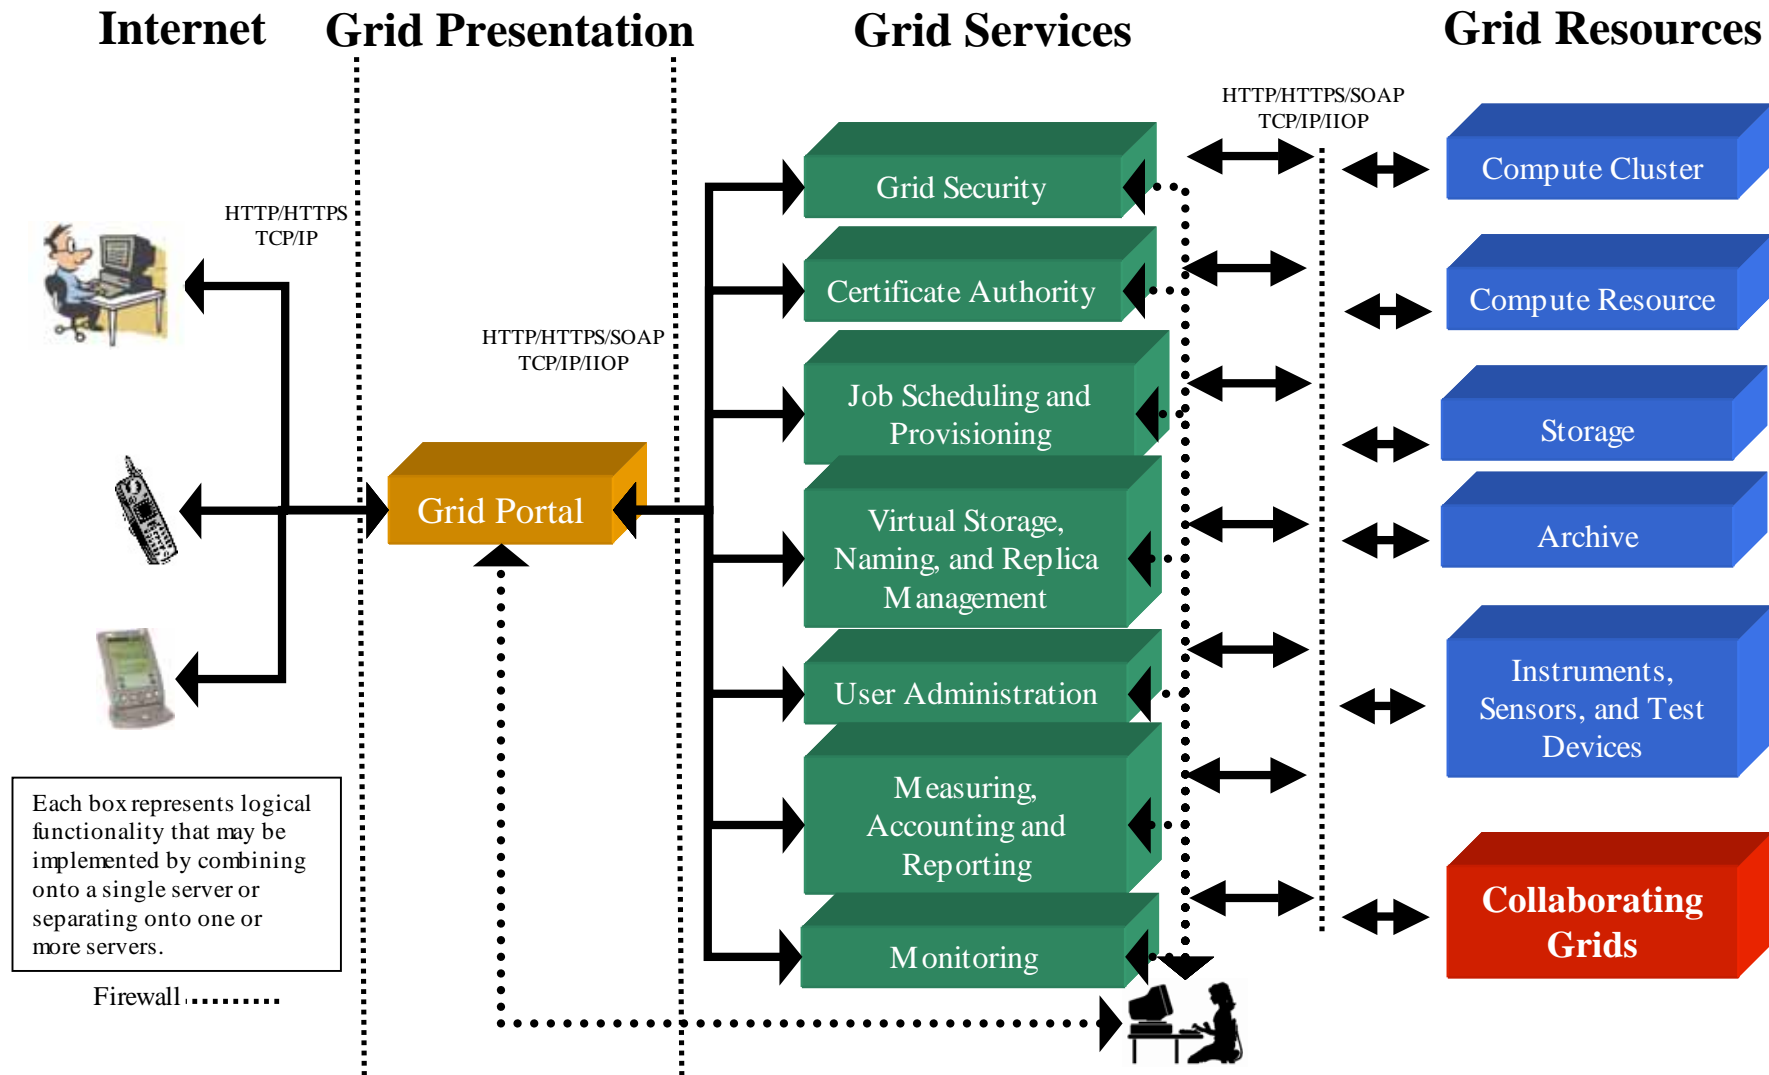 Internet
Grid Presentation
Grid Services
Grid Resources
HTTP/HTTPS
TCP/IP
HTTP/HTTPS/SOAP
TCP/IP/IIOP
HTTP/HTTPS/SOAP
TCP/IP/IIOP
Grid Portal
Grid Security
Certificate Authority
Job Scheduling and
Provisioning
Virtual Storage,
Naming, and Replica
Management
User Administration
Measuring,
Accounting and
Reporting
Monitoring
Compute Cluster
Compute Resource
Storage
Archive
Instruments,
Sensors, and Test
Devices
Collaborating
Grids
Each box represents logical
functionality that may be
implemented by combining
onto a single server or
separating onto one or
more servers.
Firewall